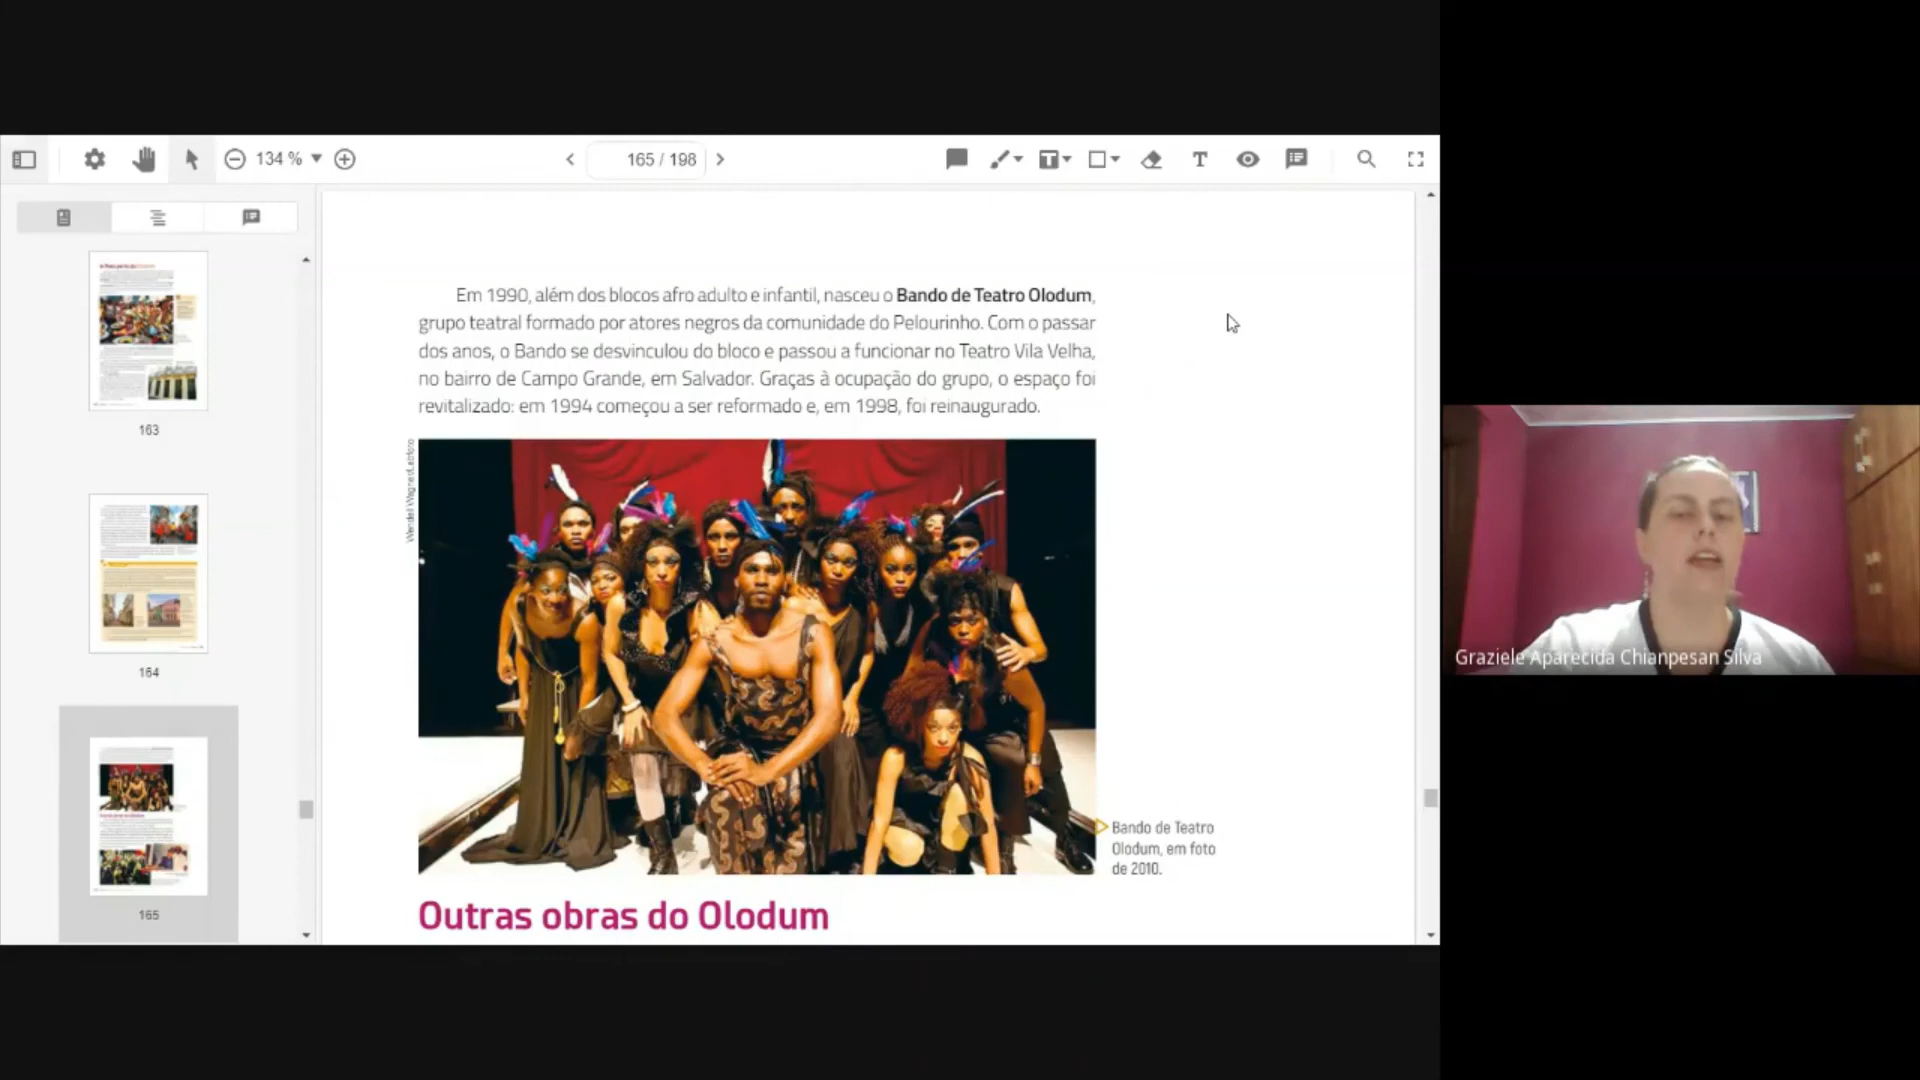 134 %
165 / 198
163
164
165
Em 1990, além dos blocos afro adulto e infantil, nasceu o Bando de Teatro Olodum,
grupo teatral formado por atores negros da comunidade do Pelourinho. Com o passar
dos anos, o Bando se desvinculou do bloco e passou a funcionar no Teatro Vila Velha,
no bairro de Campo Grande, em Salvador. Graças à ocupação do grupo, o espaço foi
revitalizado: em 1994 começou a ser reformado e, em 1998, foi reinaugurado.
Bando de Teatro
Olodum, em foto
de 2010.
Outras obras do Olodum
Graziele Aparecida Chianpesan Silva